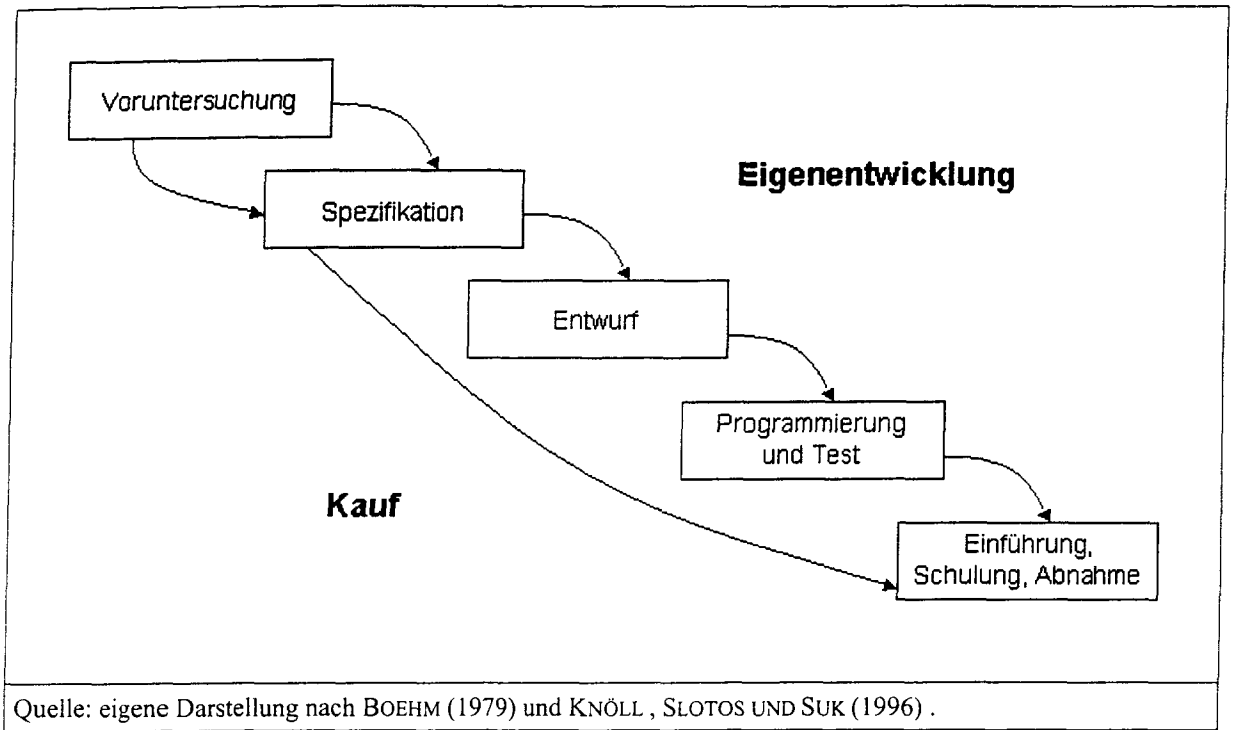 Voruntersuchung
Spezifikation
Eigenentwicklung
Entwurf
Programmierung
und Test
Kauf
Einführung,
Schulung, Abnahme
Quelle: eigene Darstellung nach BOEHM (1979) und KNÖLL , SLOTOS UND SUK (1996) .